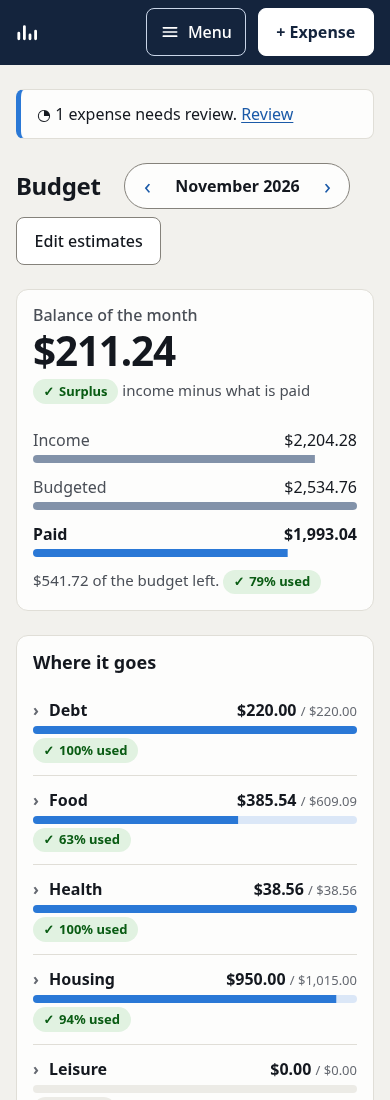 Menu
+ Expense
1 expense needs review. Review
Budget
‹ November 2026 ›
Edit estimates
Balance of the month
$211.24
✓ Surplus income minus what is paid
Income $2,204.28
Budgeted $2,534.76
Paid $1,993.04
$541.72 of the budget left. ✓ 79% used
Where it goes
› Debt $220.00 / $220.00
✓ 100% used
› Food $385.54 / $609.09
✓ 63% used
› Health $38.56 / $38.56
✓ 100% used
› Housing $950.00 / $1,015.00
✓ 94% used
› Leisure $0.00 / $0.00